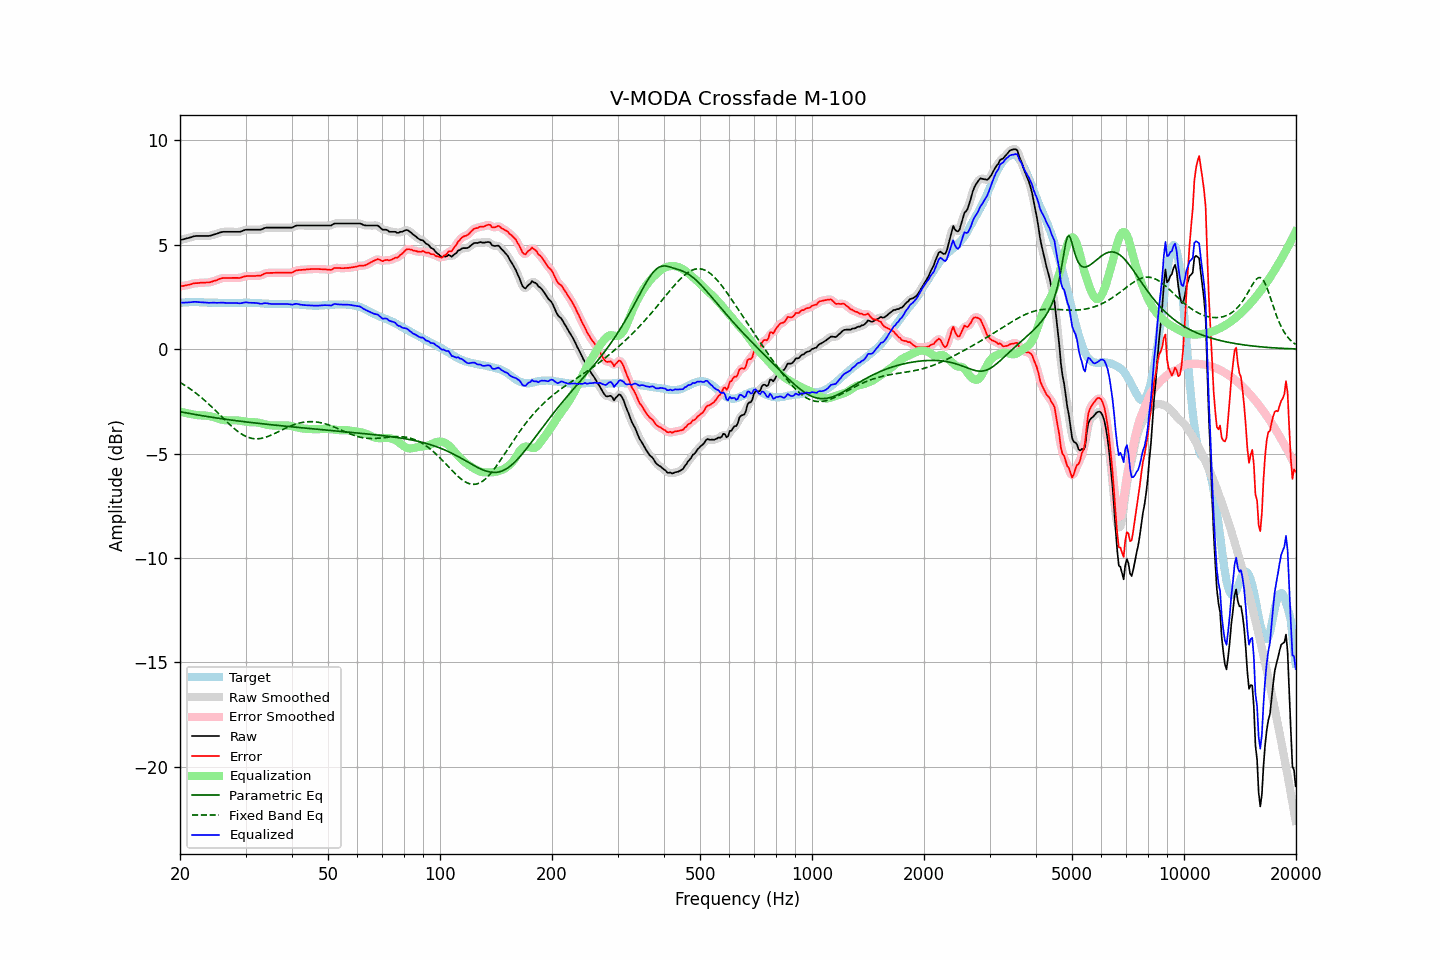 V-MODA Crossfade M-100
10
5
0
−5
−10
−15
−20
Amplitude (dBr)
Target
Raw Smoothed
Error Smoothed
Raw
Error
Equalization
Parametric Eq
Fixed Band Eq
Equalized
20 50 100 200 500 1000 2000 5000 10000 20000
Frequency (Hz)